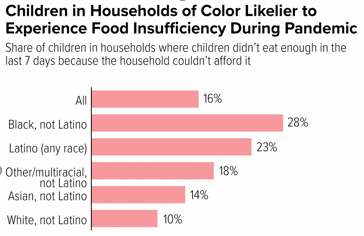 Children in Households of Color Likelier to
Experience Food Insufficiency During Pandemic
Share of children in households where children didn't eat enough in the
last 7 days because the household couldn't afford it
All 16%
Black, not Latino 28%
Latino (any race) 23%
Other/multiracial, 18%
not Latino
Asian, not Latino 14%
White, not Latino 10%